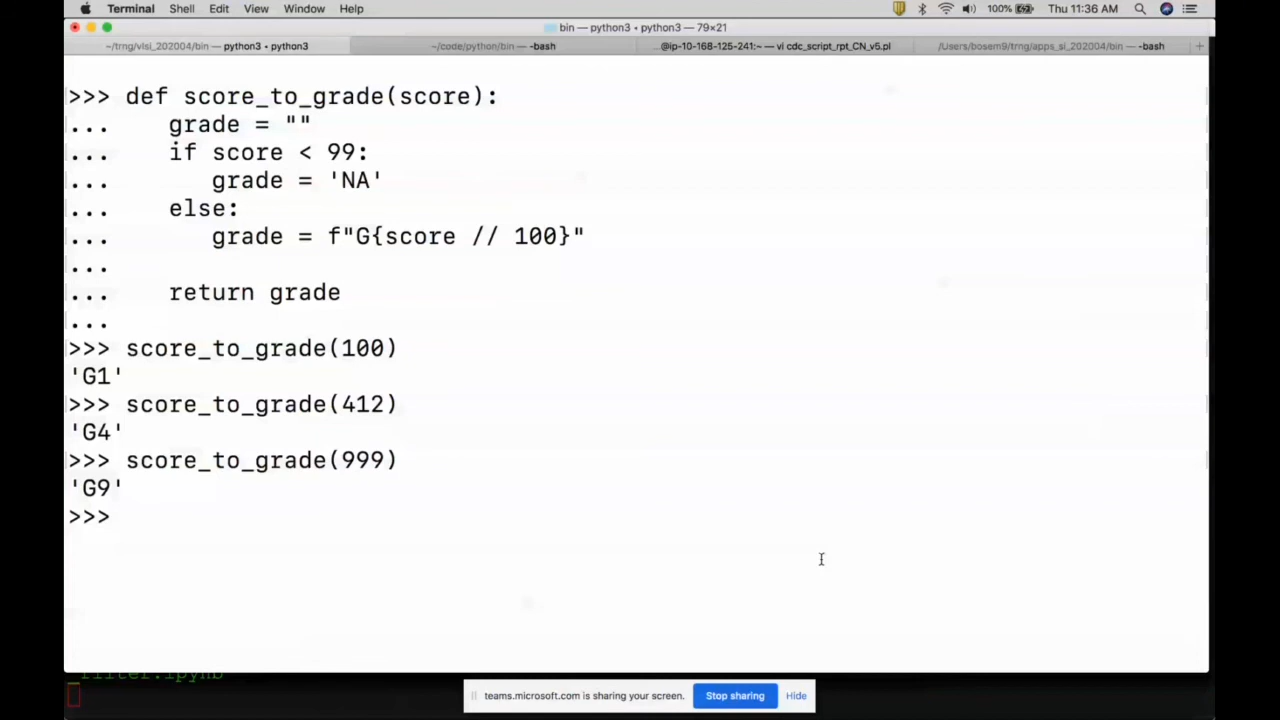 Terminal Shell Edit View Window Help 100% Thu 11:36 AM
bin — python3 • python3 — 79×21
~/trng/vlsi_202004/bin — python3 • python3 ~/code/python/bin — -bash ...@ip-10-168-125-241:~ — vi cdc_script_rpt_CN_v5.pl /Users/bosem9/trng/apps_si_202004/bin — -bash +
>>> def score_to_grade(score):
... grade = ""
... if score < 99:
... grade = 'NA'
... else:
... grade = f"G{score // 100}"
...
... return grade
...
>>> score_to_grade(100)
'G1'
>>> score_to_grade(412)
'G4'
>>> score_to_grade(999)
'G9'
>>>
teams.microsoft.com is sharing your screen. Stop sharing Hide